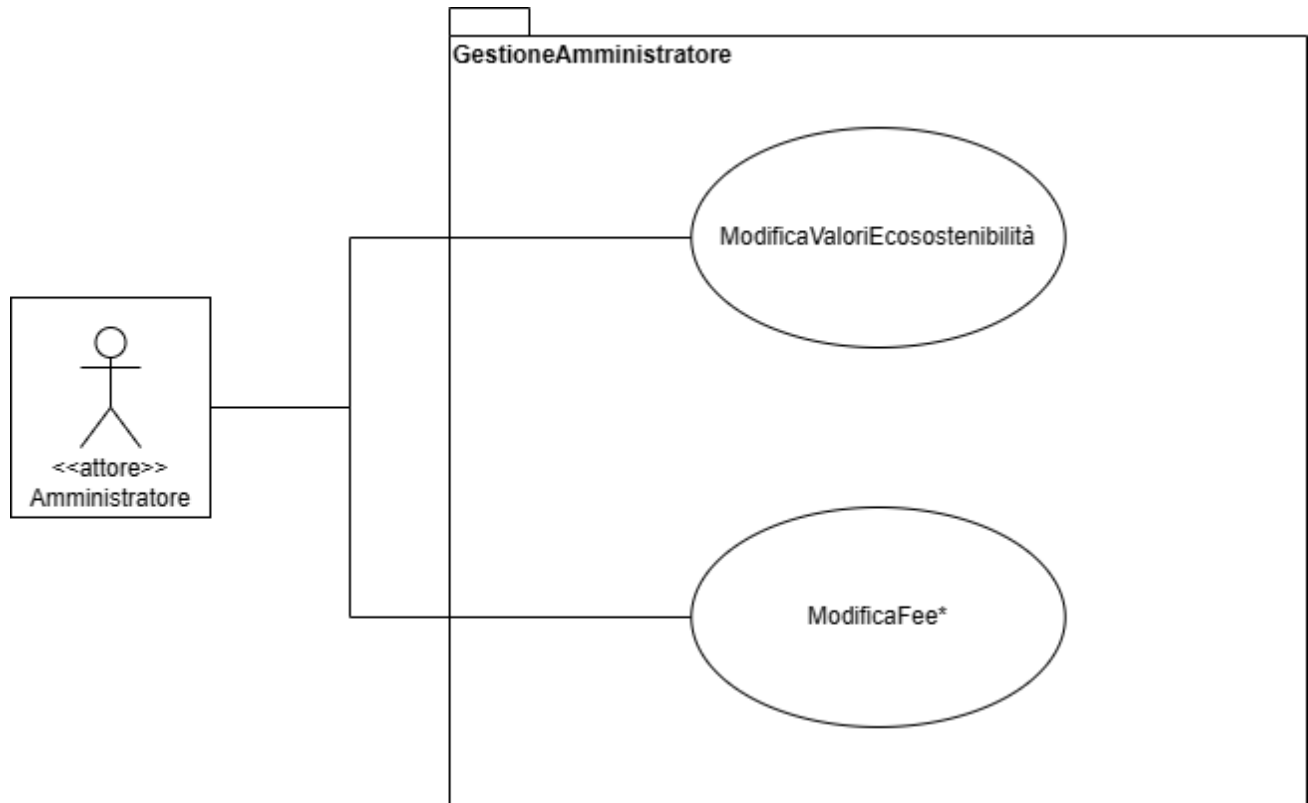 GestioneAmministratore
ModificaValoriEcosostenibilità
<<attore>>
Amministratore
ModificaFee*